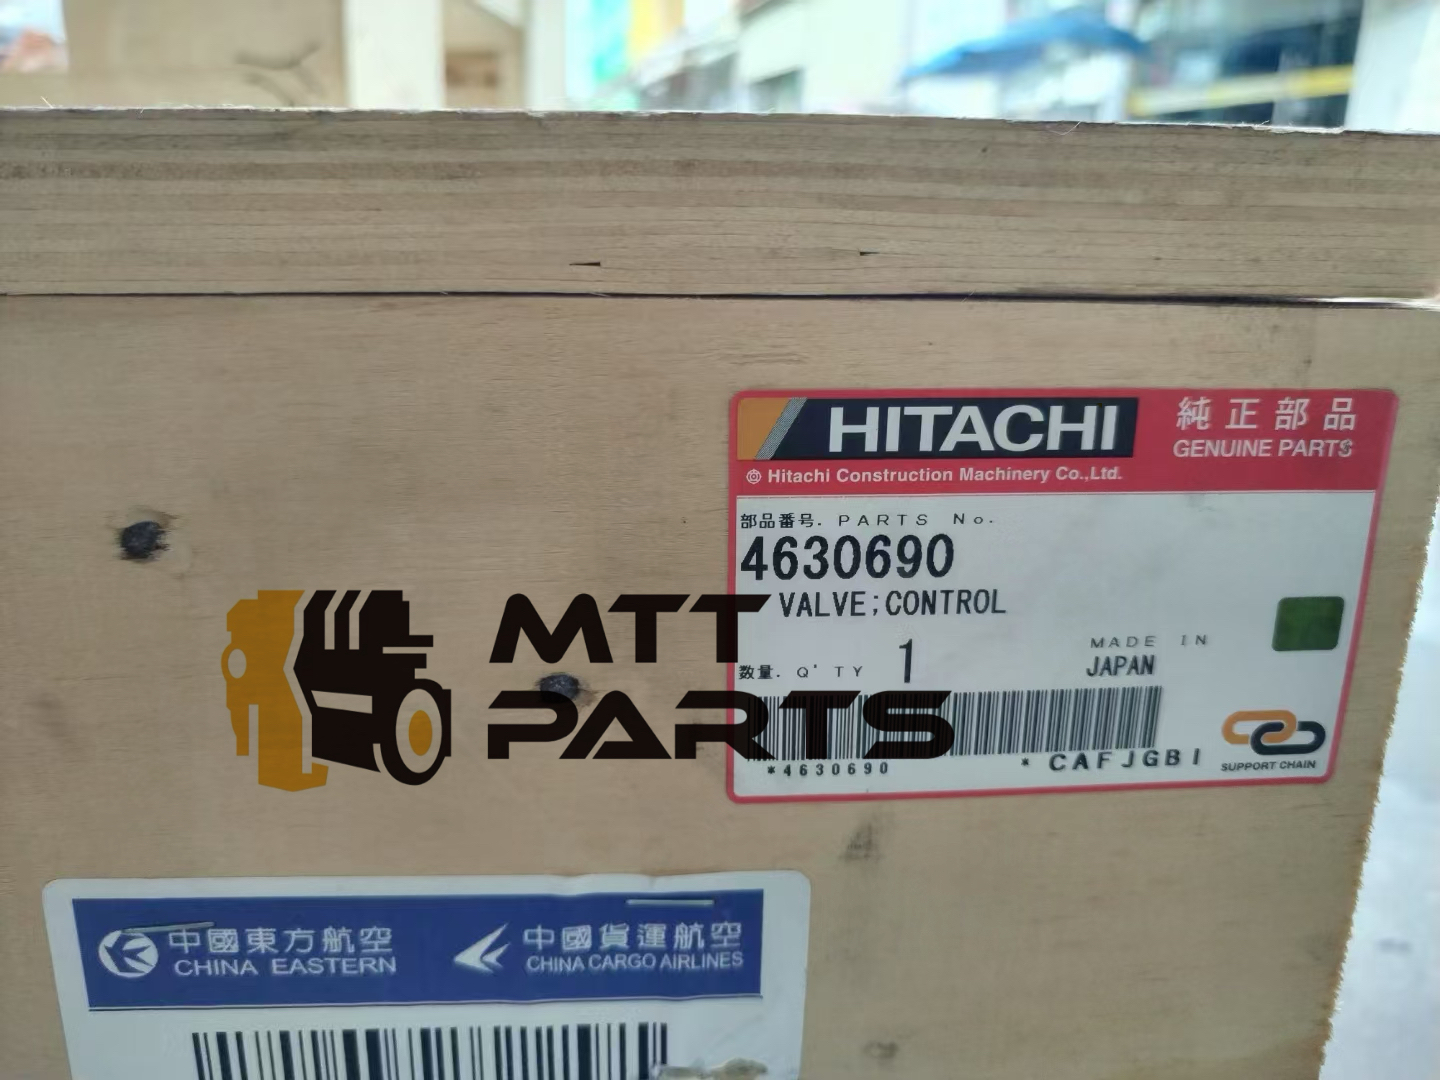 HITACHI
純正部品
GENUINE PARTS
Hitachi Construction Machinery Co.,Ltd.
部品番号. PARTS No.
4630690
VALVE;CONTROL
数量. Q'TY 1
MADE IN
JAPAN
*4630690
* CAFJGBI
SUPPORT CHAIN
MTT
PARTS
中國東方航空
CHINA EASTERN
中國貨運航空
CHINA CARGO AIRLINES